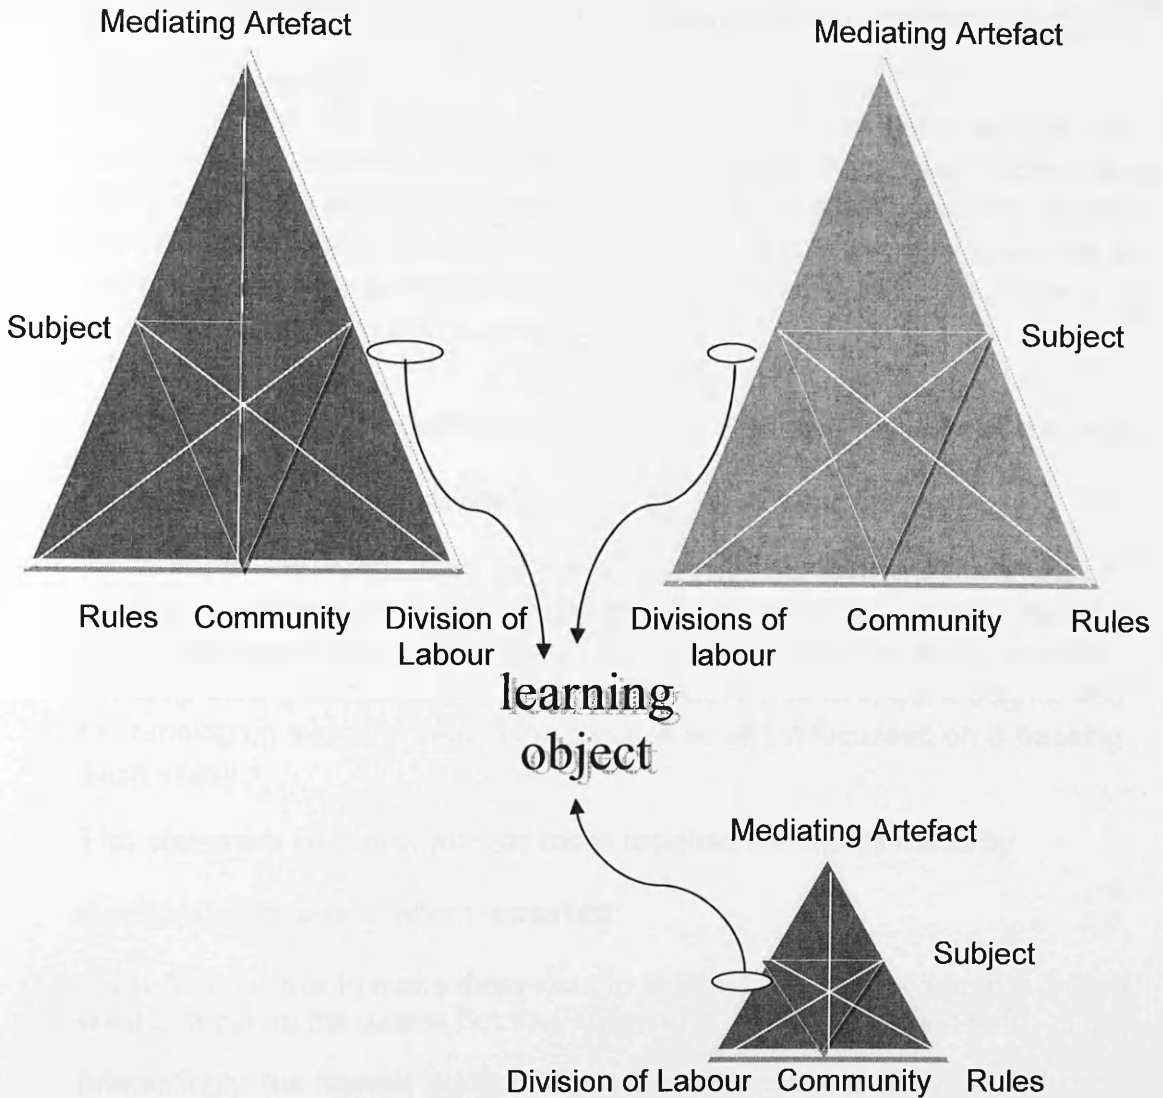 Mediating Artefact
Mediating Artefact
Subject
Subject
Rules Community Division of
Labour
Divisions of
labour Community Rules
learning
object
Mediating Artefact
Subject
Division of Labour Community Rules